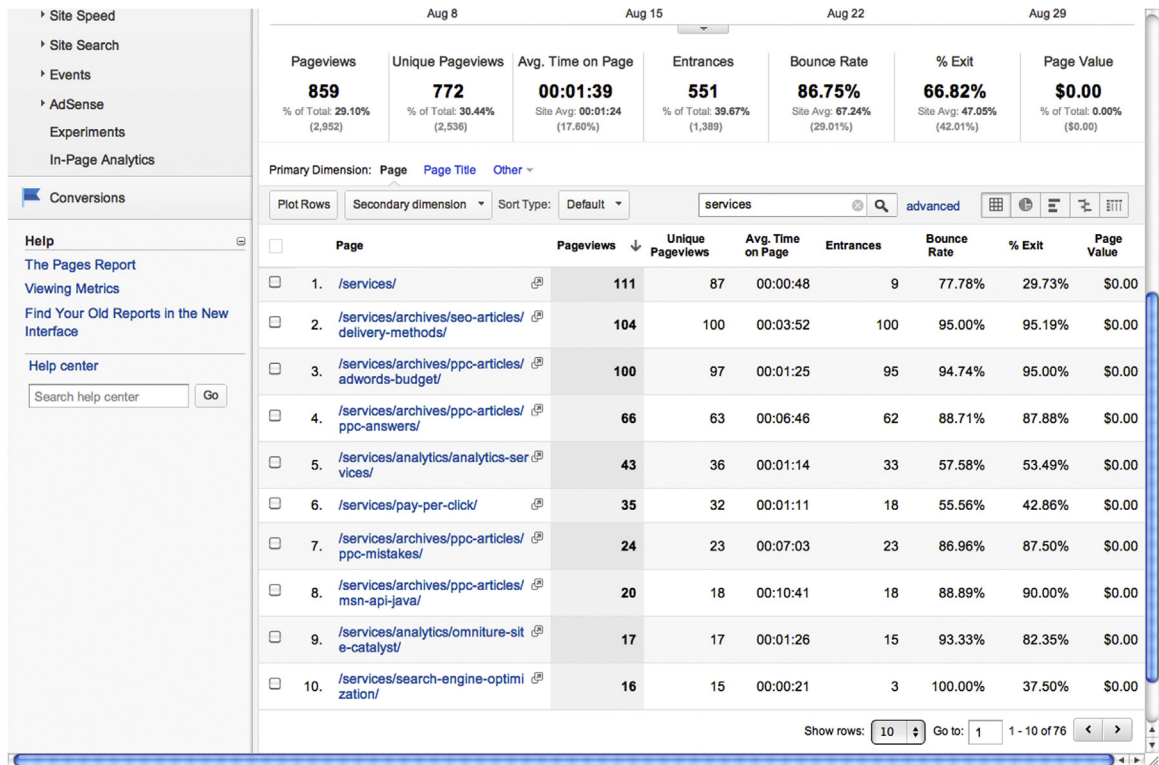 Site Speed
Site Search
Events
AdSense
Experiments
In-Page Analytics
Conversions
Help
The Pages Report
Viewing Metrics
Find Your Old Reports in the New
Interface
Help center
Search help center Go
Aug 8 Aug 15 Aug 22 Aug 29
Pageviews Unique Pageviews Avg. Time on Page Entrances Bounce Rate % Exit Page Value
859 772 00:01:39 551 86.75% 66.82% $0.00
% of Total: 29.10% % of Total: 30.44% Site Avg: 00:01:24 % of Total: 39.67% Site Avg: 67.24% Site Avg: 47.05% % of Total: 0.00%
(2,952) (2,536) (17.60%) (1,389) (29.01%) (42.01%) ($0.00)
Primary Dimension: Page Page Title Other
Plot Rows Secondary dimension Sort Type: Default services advanced
Page Pageviews Unique Pageviews Avg. Time on Page Entrances Bounce Rate % Exit Page Value
1. /services/ 111 87 00:00:48 9 77.78% 29.73% $0.00
2. /services/archives/seo-articles/
delivery-methods/ 104 100 00:03:52 100 95.00% 95.19% $0.00
3. /services/archives/ppc-articles/
adwords-budget/ 100 97 00:01:25 95 94.74% 95.00% $0.00
4. /services/archives/ppc-articles/
ppc-answers/ 66 63 00:06:46 62 88.71% 87.88% $0.00
5. /services/analytics/analytics-ser
vices/ 43 36 00:01:14 33 57.58% 53.49% $0.00
6. /services/pay-per-click/ 35 32 00:01:11 18 55.56% 42.86% $0.00
7. /services/archives/ppc-articles/
ppc-mistakes/ 24 23 00:07:03 23 86.96% 87.50% $0.00
8. /services/archives/ppc-articles/
msn-api-java/ 20 18 00:10:41 18 88.89% 90.00% $0.00
9. /services/analytics/omniture-sit
e-catalyst/ 17 17 00:01:26 15 93.33% 82.35% $0.00
10. /services/search-engine-optimi
zation/ 16 15 00:00:21 3 100.00% 37.50% $0.00
Show rows: 10 Go to: 1 1 - 10 of 76